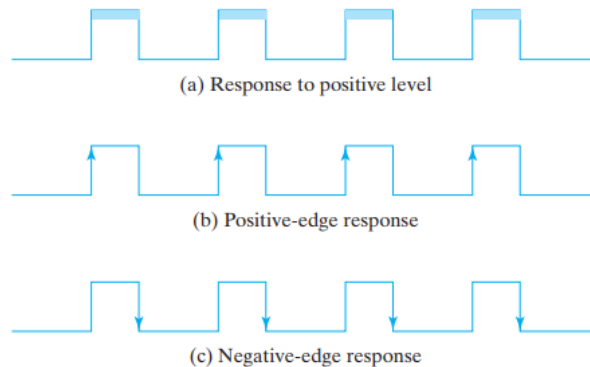 (a) Response to positive level
(b) Positive-edge response
(c) Negative-edge response